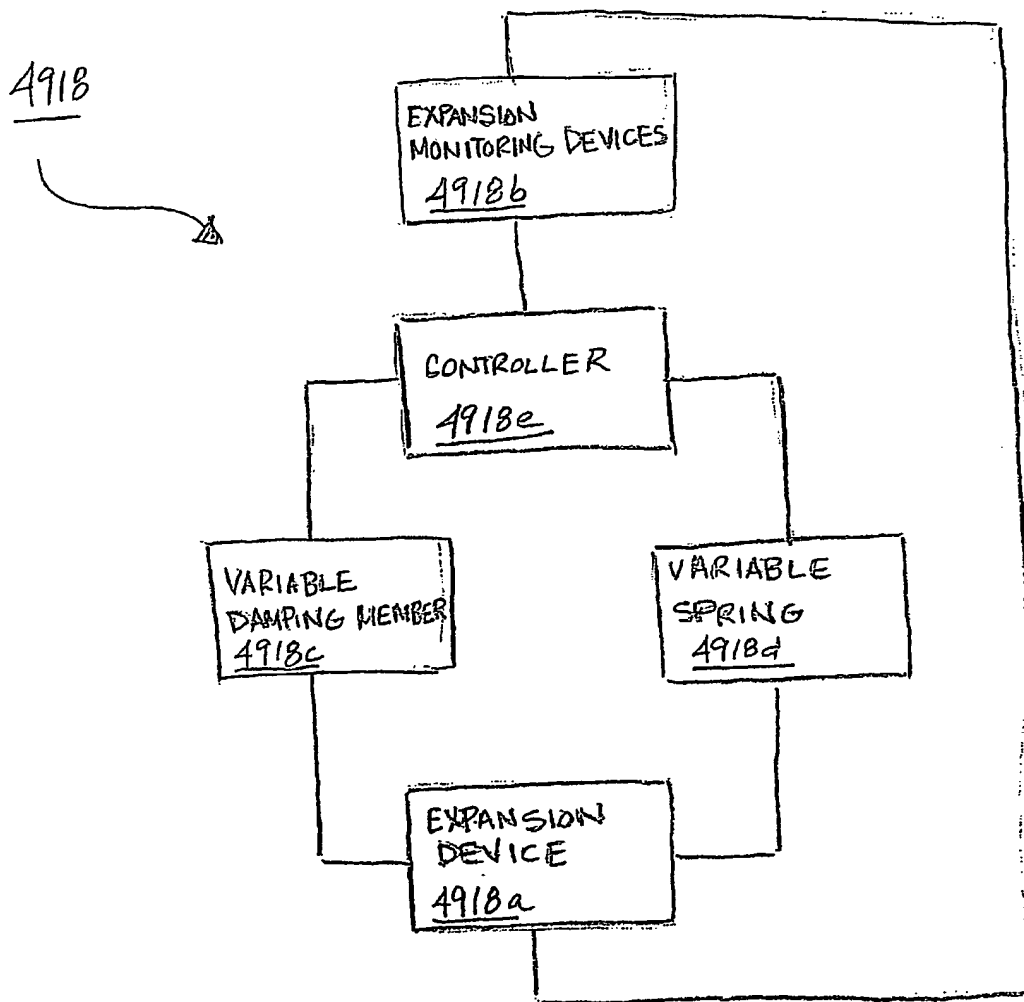 4918
EXPANSION
MONITORING DEVICES
4918b
CONTROLLER
4918e
VARIABLE
DAMPING MEMBER
4918c
VARIABLE
SPRING
4918d
EXPANSION
DEVICE
4918a